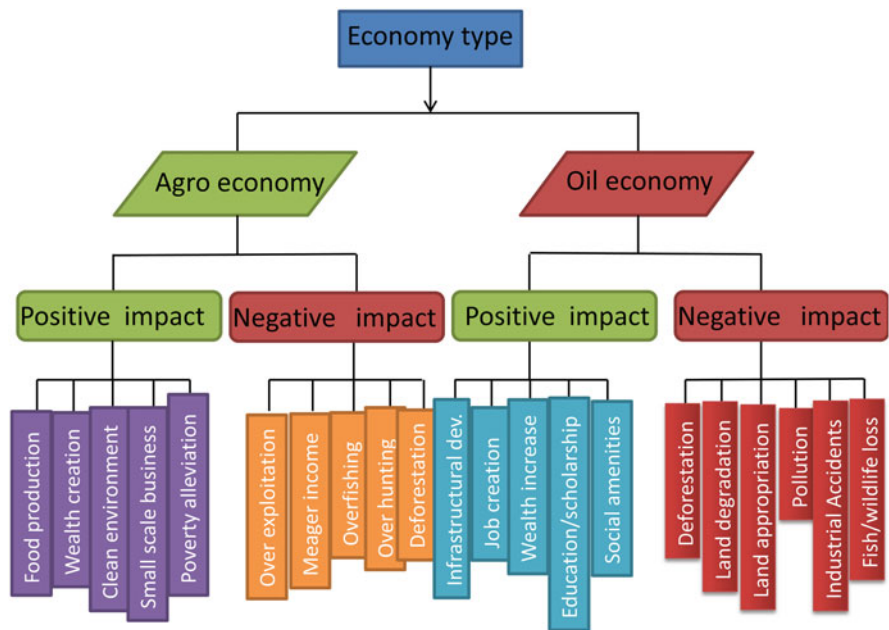 Economy type
Agro economy
Oil economy
Positive impact
Negative impact
Positive impact
Negative impact
Food production
Wealth creation
Clean environment
Small scale business
Poverty alleviation
Over exploitation
Meager income
Overfishing
Over hunting
Deforestation
Infrastructural dev.
Job creation
Wealth increase
Education/scholarship
Social amenities
Deforestation
Land degradation
Land appropriation
Pollution
Industrial Accidents
Fish/wildlife loss